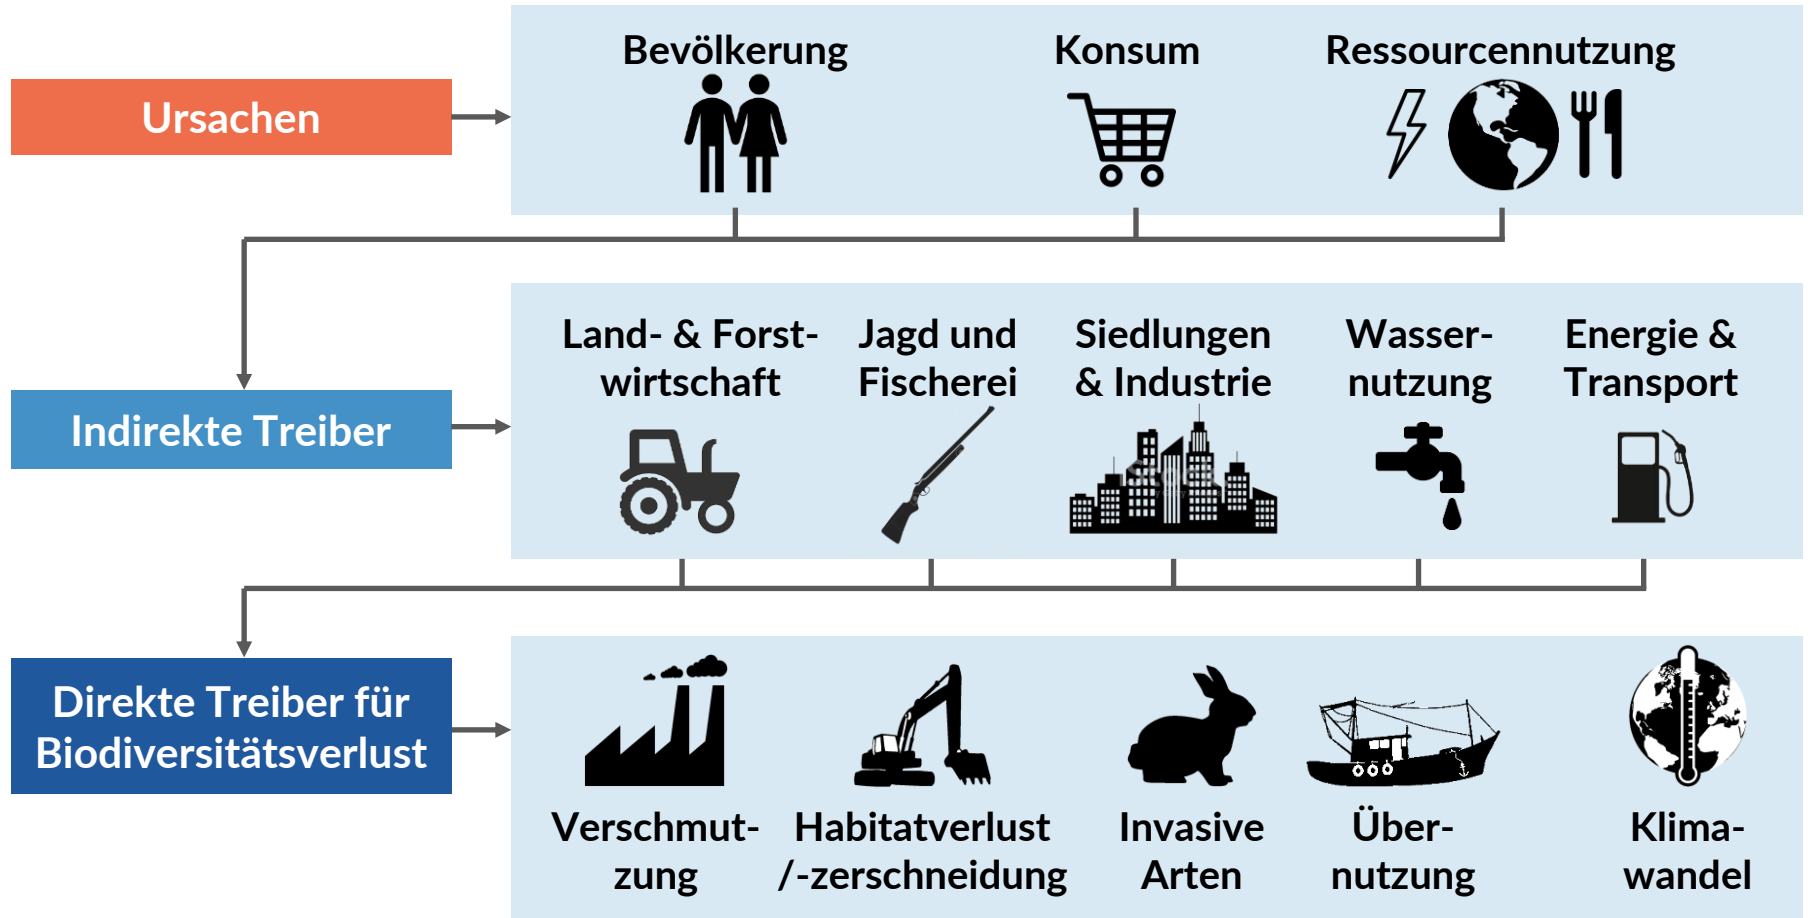 Ursachen
Bevölkerung
Konsum
Ressourcennutzung
Indirekte Treiber
Land- & Forst-
wirtschaft
Jagd und
Fischerei
Siedlungen
& Industrie
Wasser-
nutzung
Energie &
Transport
Direkte Treiber für
Biodiversitätsverlust
Verschmut-
zung
Habitatverlust
/-zerschneidung
Invasive
Arten
Über-
nutzung
Klima-
wandel